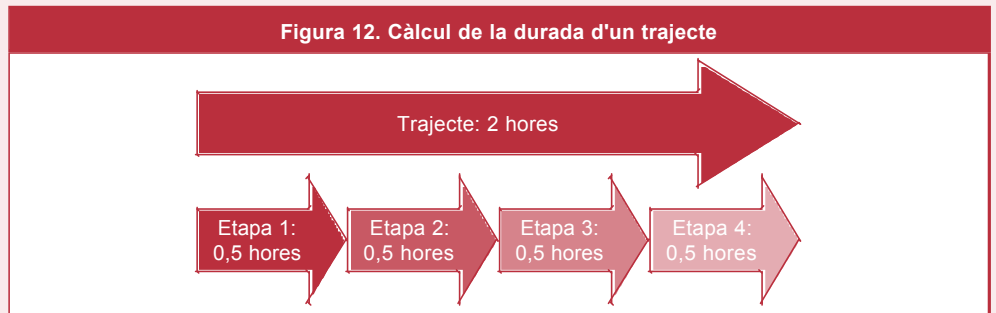 Figura 12. Càlcul de la durada d'un trajecte
Trajecte: 2 hores
Etapa 1:
0,5 hores
Etapa 2:
0,5 hores
Etapa 3:
0,5 hores
Etapa 4:
0,5 hores